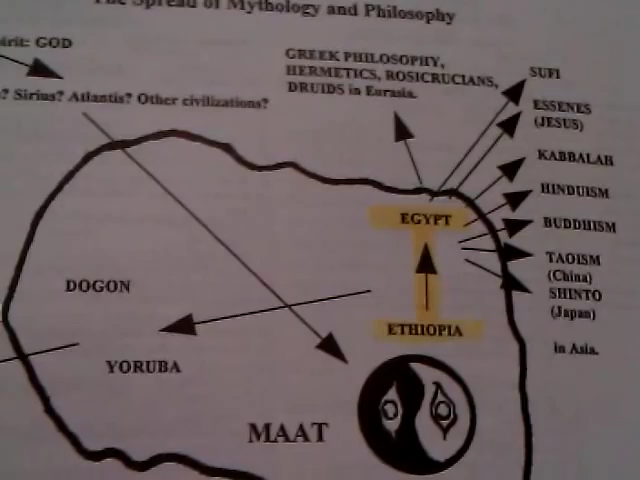 The Spread of Mythology and Philosophy
GOD
? Sirius? Atlantis? Other civilizations?
GREEK PHILOSOPHY,
HERMETICS, ROSICRUCIANS,
DRUIDS in Eurasia.
SUFI
ESSENES
(JESUS)
KABBALAH
HINDUISM
BUDDHISM
TAOISM
(China)
SHINTO
(Japan)
in Asia.
EGYPT
ETHIOPIA
DOGON
YORUBA
MAAT